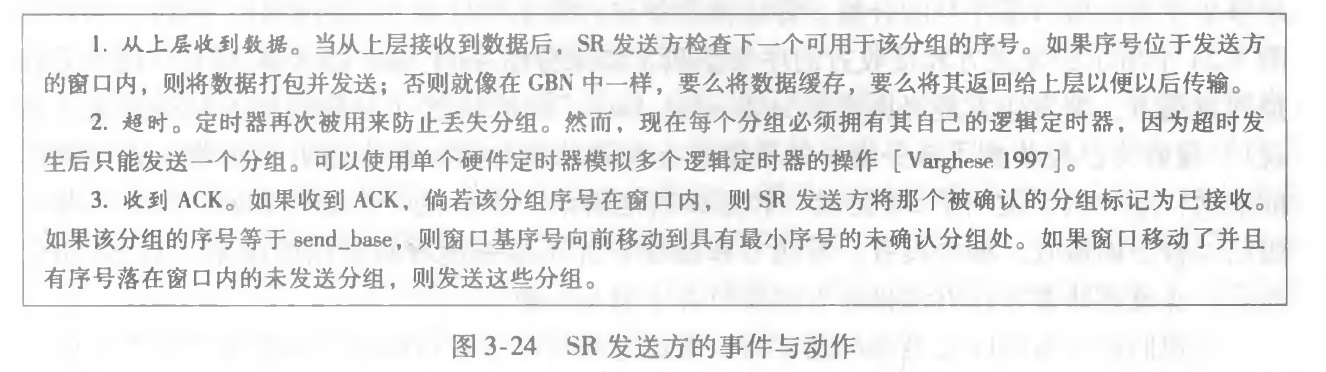 1. 从上层收到数据。当从上层接收到数据后，SR 发送方检查下一个可用于该分组的序号。如果序号位于发送方
的窗口内，则将数据打包并发送；否则就像在 GBN 中一样，要么将数据缓存，要么将其返回给上层以便以后传输。
2. 超时。定时器再次被用来防止丢失分组。然而，现在每个分组必须拥有其自己的逻辑定时器，因为超时发
生后只能发送一个分组。可以使用单个硬件定时器模拟多个逻辑定时器的操作［Varghese 1997］。
3. 收到 ACK。如果收到 ACK，倘若该分组序号在窗口内，则 SR 发送方将那个被确认的分组标记为已接收。
如果该分组的序号等于 send_base，则窗口基序号向前移动到具有最小序号的未确认分组处。如果窗口移动了并且
有序号落在窗口内的未发送分组，则发送这些分组。
图 3-24 SR 发送方的事件与动作